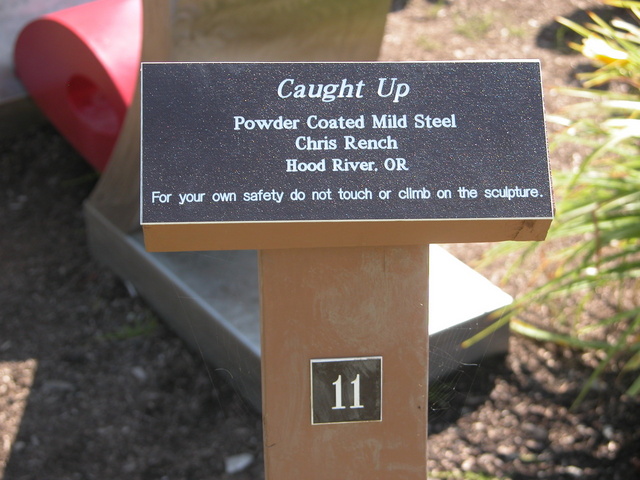 Caught Up
Powder Coated Mild Steel
Chris Rench
Hood River, OR
For your own safety do not touch or climb on the sculpture.
11